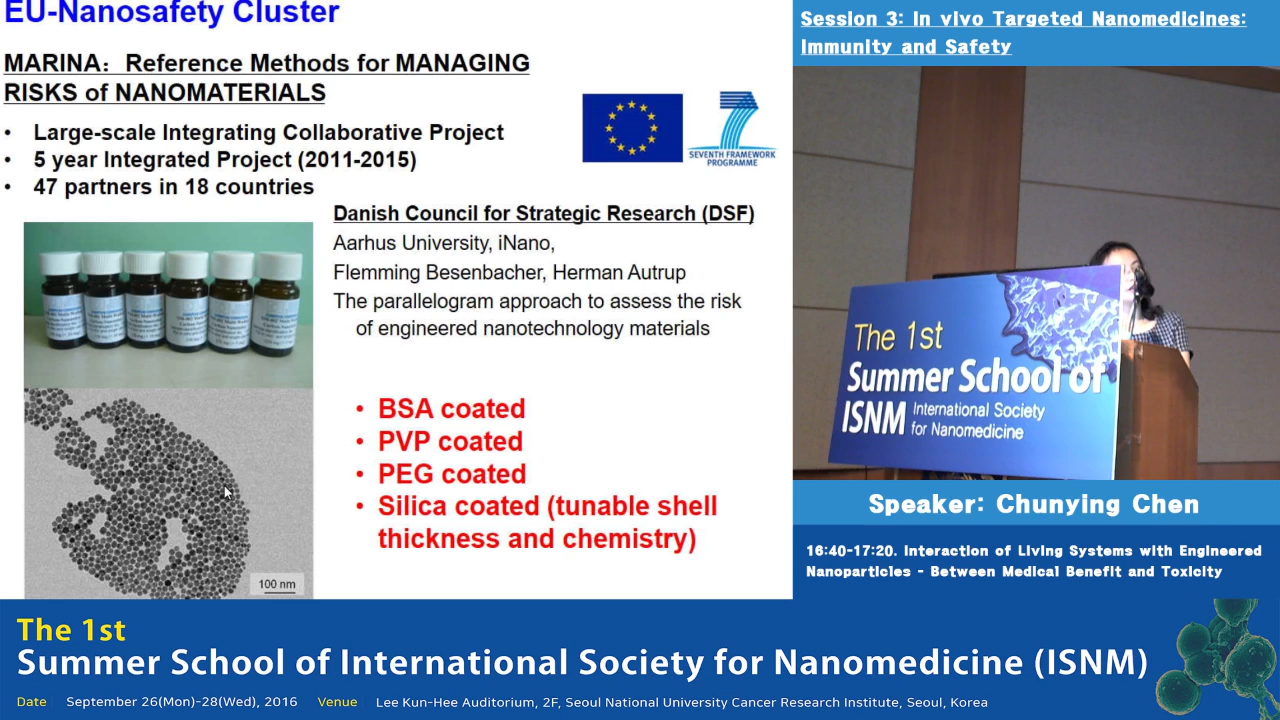 EU-Nanosafety Cluster
MARINA: Reference Methods for MANAGING
RISKS of NANOMATERIALS
• Large-scale Integrating Collaborative Project
• 5 year Integrated Project (2011-2015)
• 47 partners in 18 countries
SEVENTH FRAMEWORK
PROGRAMME
Danish Council for Strategic Research (DSF)
Aarhus University, iNano,
Flemming Besenbacher, Herman Autrup
The parallelogram approach to assess the risk
of engineered nanotechnology materials
• BSA coated
• PVP coated
• PEG coated
• Silica coated (tunable shell
thickness and chemistry)
100 nm
Session 3: In vivo Targeted Nanomedicines:
Immunity and Safety
The 1st
Summer School of
ISNM International Society
for Nanomedicine
Speaker: Chunying Chen
16:40-17:20. Interaction of Living Systems with Engineered
Nanoparticles - Between Medical Benefit and Toxicity
The 1st
Summer School of International Society for Nanomedicine (ISNM)
Date September 26(Mon)-28(Wed), 2016 Venue Lee Kun-Hee Auditorium, 2F, Seoul National University Cancer Research Institute, Seoul, Korea